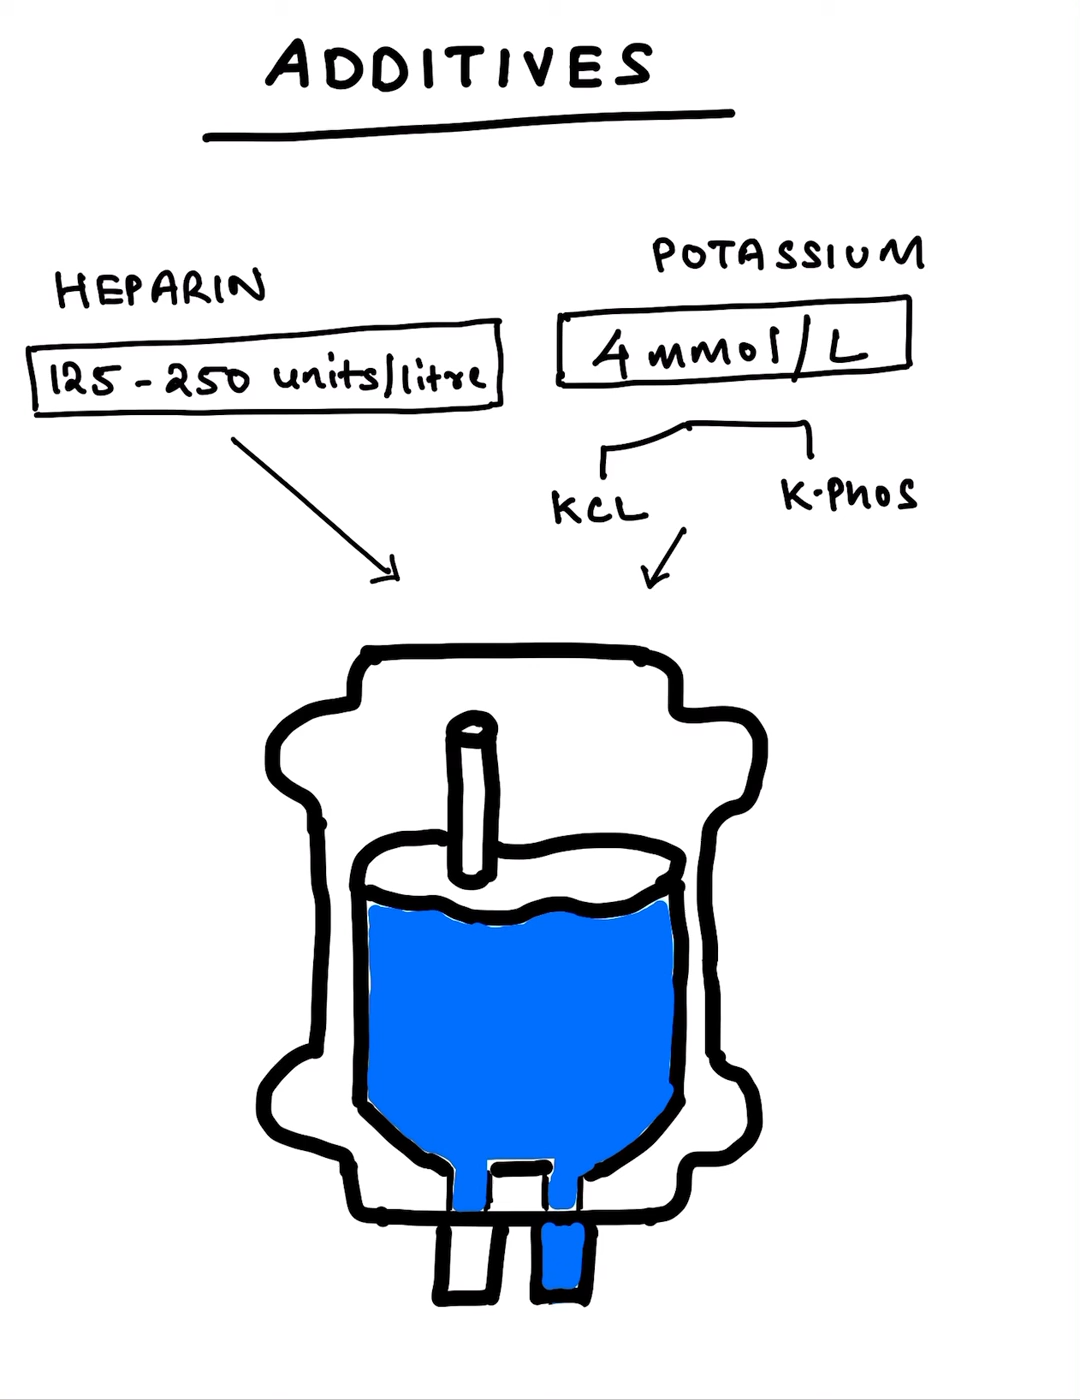 ADDITIVES
HEPARIN
125-250 units/litre
POTASSIUM
4 mmol/L
KCL
K.PHOS